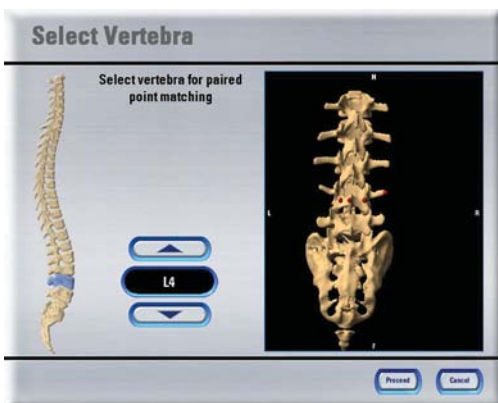 Select Vertebra
Select vertebra for paired
point matching
L4
H
L
R
F
Proceed
Cancel